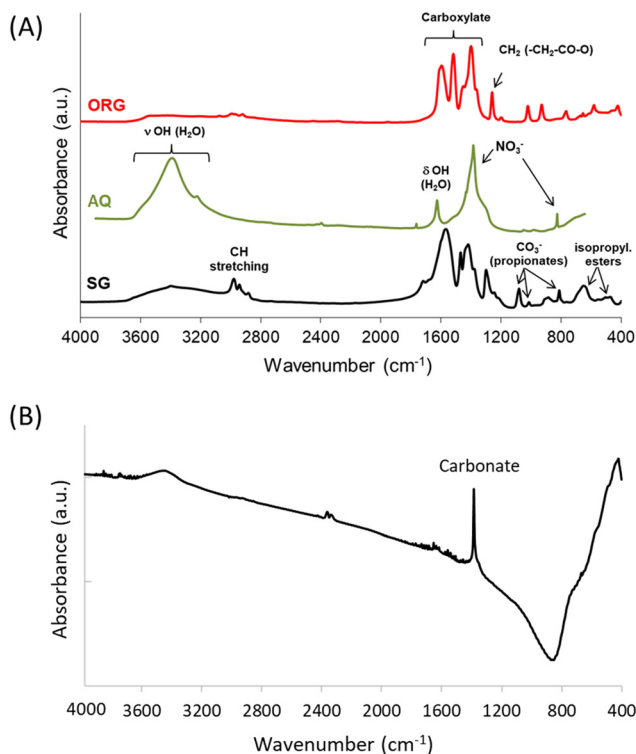 (A)
Carboxylate
CH₂ (-CH₂-CO-O)
ORG
ν OH (H₂O)
NO₃⁻
AQ
δ OH
(H₂O)
CH
stretching
CO₃⁻
(propionates)
isopropyl.
esters
SG
Absorbance (a.u.)
4000 3600 3200 2800 2400 2000 1600 1200 800 400
Wavenumber (cm⁻¹)
(B)
Carbonate
Absorbance (a.u.)
4000 3600 3200 2800 2400 2000 1600 1200 800 400
Wavenumber (cm⁻¹)